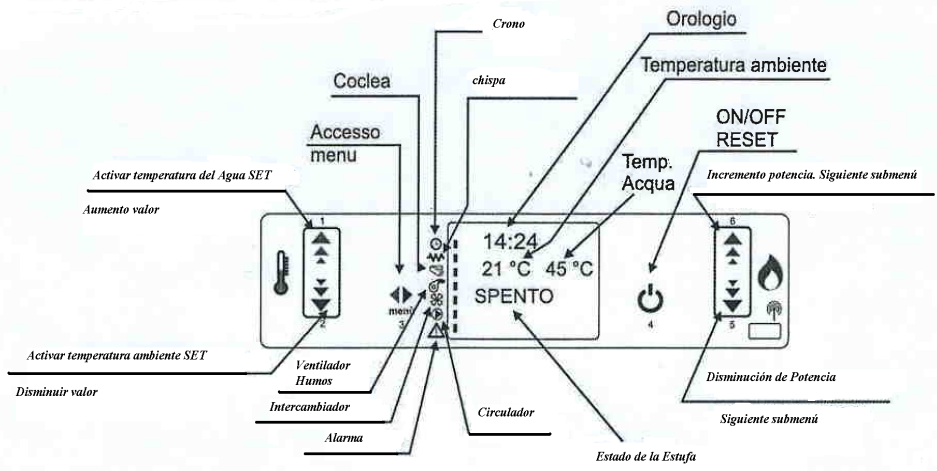 Crono
Orologio
Coclea
chispa
Temperatura ambiente
Accesso
menu
ON/OFF
RESET
Temp.
Acqua
Activar temperatura del Agua SET
Aumento valor
Incremento potencia. Siguiente submenú
1
6
14:24
21 °C 45 °C
SPENTO
menù
3
4
2
5
Activar temperatura ambiente SET
Disminuir valor
Ventilador
Humos
Intercambiador
Alarma
Circulador
Estado de la Estufa
Disminución de Potencia
Siguiente submenú